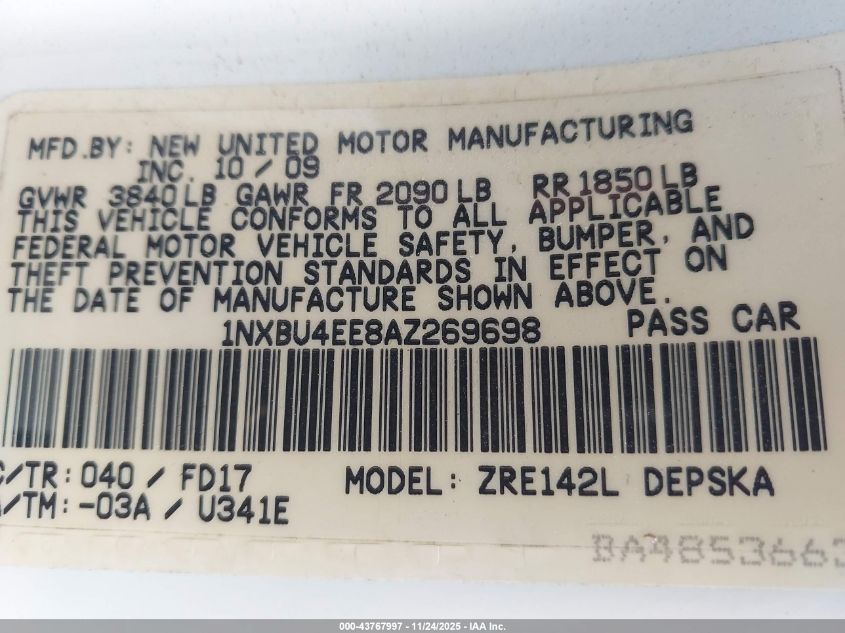 MFD.BY: NEW UNITED MOTOR MANUFACTURING
INC. 10 / 09
GVWR 3840 LB GAWR FR 2090 LB RR 1850 LB
THIS VEHICLE CONFORMS TO ALL APPLICABLE
FEDERAL MOTOR VEHICLE SAFETY, BUMPER, AND
THEFT PREVENTION STANDARDS IN EFFECT ON
THE DATE OF MANUFACTURE SHOWN ABOVE.
1NXBU4EE8AZ269698 PASS CAR
C/TR: 040 / FD17 MODEL: ZRE142L DEPSKA
A/TM: -03A / U341E
BA4853663
000-43767997 - 11/24/2025 - IAA Inc.